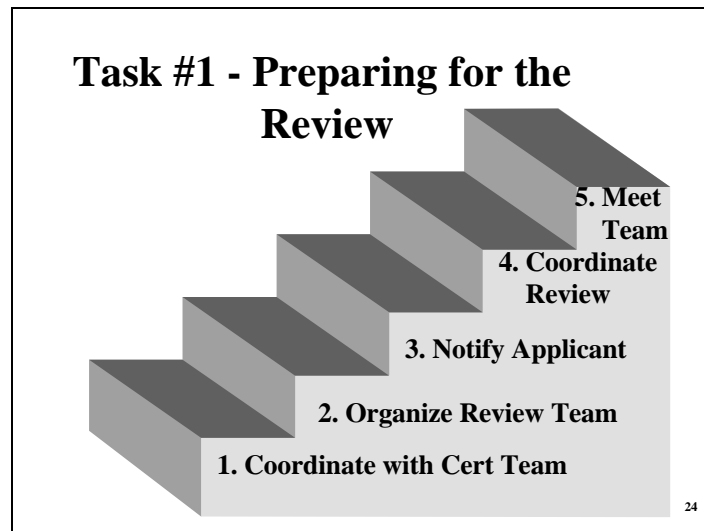 Task #1 - Preparing for the
Review
5. Meet
Team
4. Coordinate
Review
3. Notify Applicant
2. Organize Review Team
1. Coordinate with Cert Team
24